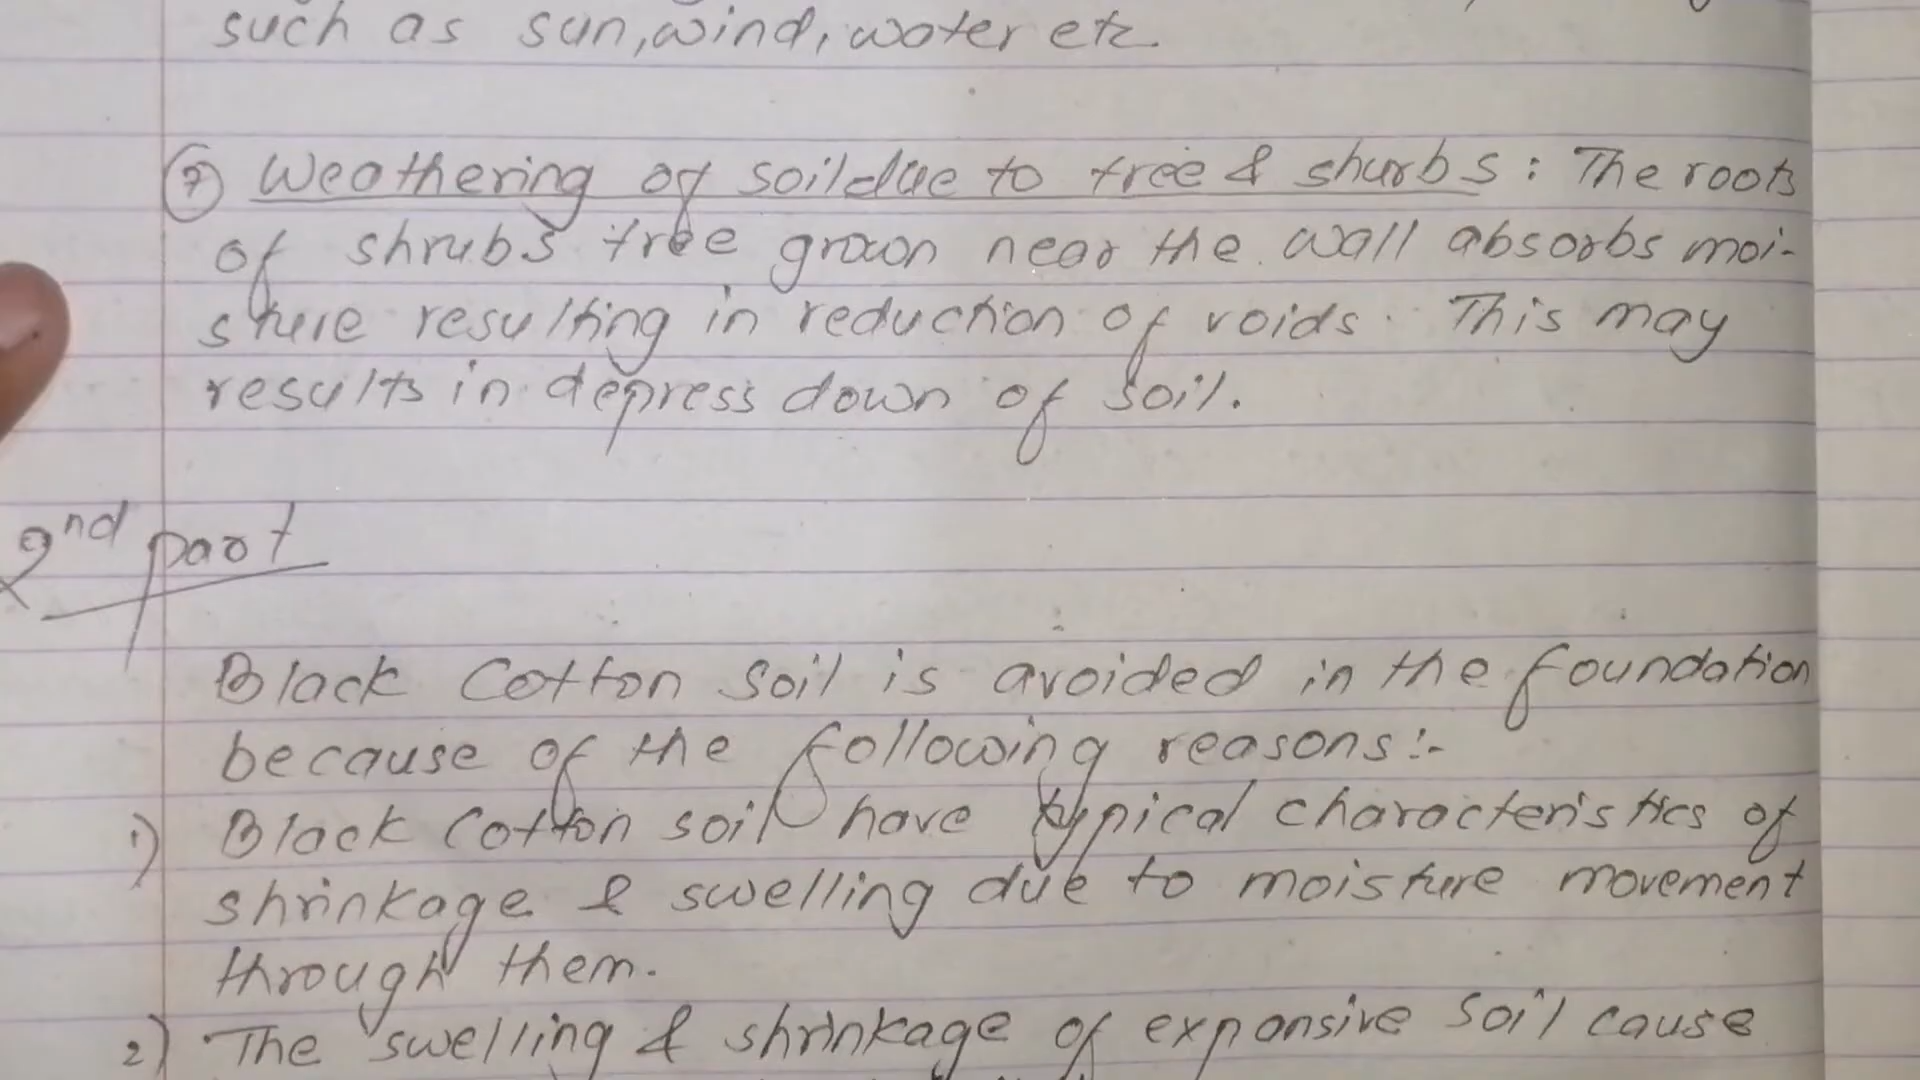 such as sun, wind, water etc.
⑦ Weathering of soil due to tree & shurbs : The roots
of shrubs tree grown near the wall absorbs moi-
sture resulting in reduction of voids. This may
results in depress down of soil.
2nd part
Black Cotton Soil is avoided in the foundation
because of the following reasons:-
1) Black Cotton soil have typical characteristics of
shrinkage & swelling due to moisture movement
through them.
2) The swelling & shrinkage of expansive soil cause